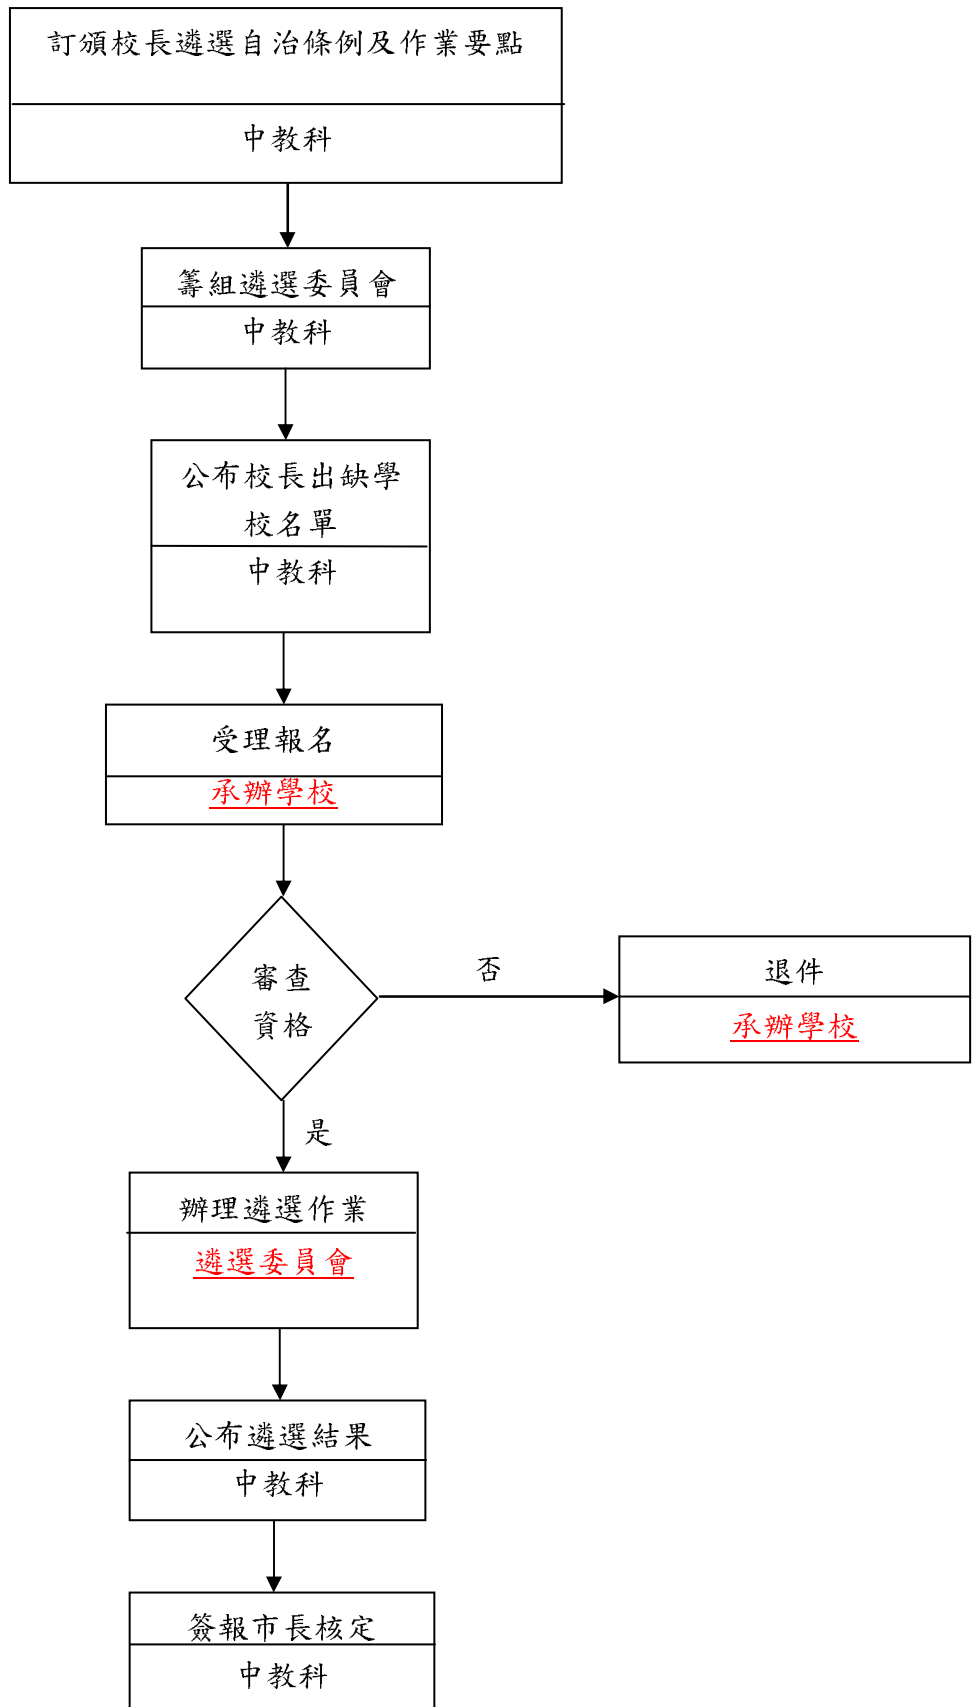 訂頒校長遴選自治條例及作業要點
中教科
籌組遴選委員會
中教科
公布校長出缺學
校名單
中教科
受理報名
承辦學校
審查
資格
否
退件
承辦學校
是
辦理遴選作業
遴選委員會
公布遴選結果
中教科
簽報市長核定
中教科